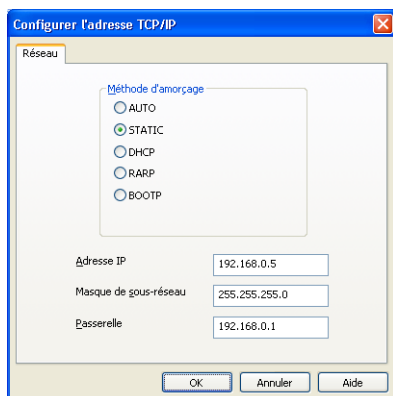 Configurer l'adresse TCP/IP
Réseau
Méthode d'amorçage
AUTO
STATIC
DHCP
RARP
BOOTP
Adresse IP 192.168.0.5
Masque de sous-réseau 255.255.255.0
Passerelle 192.168.0.1
OK Annuler Aide